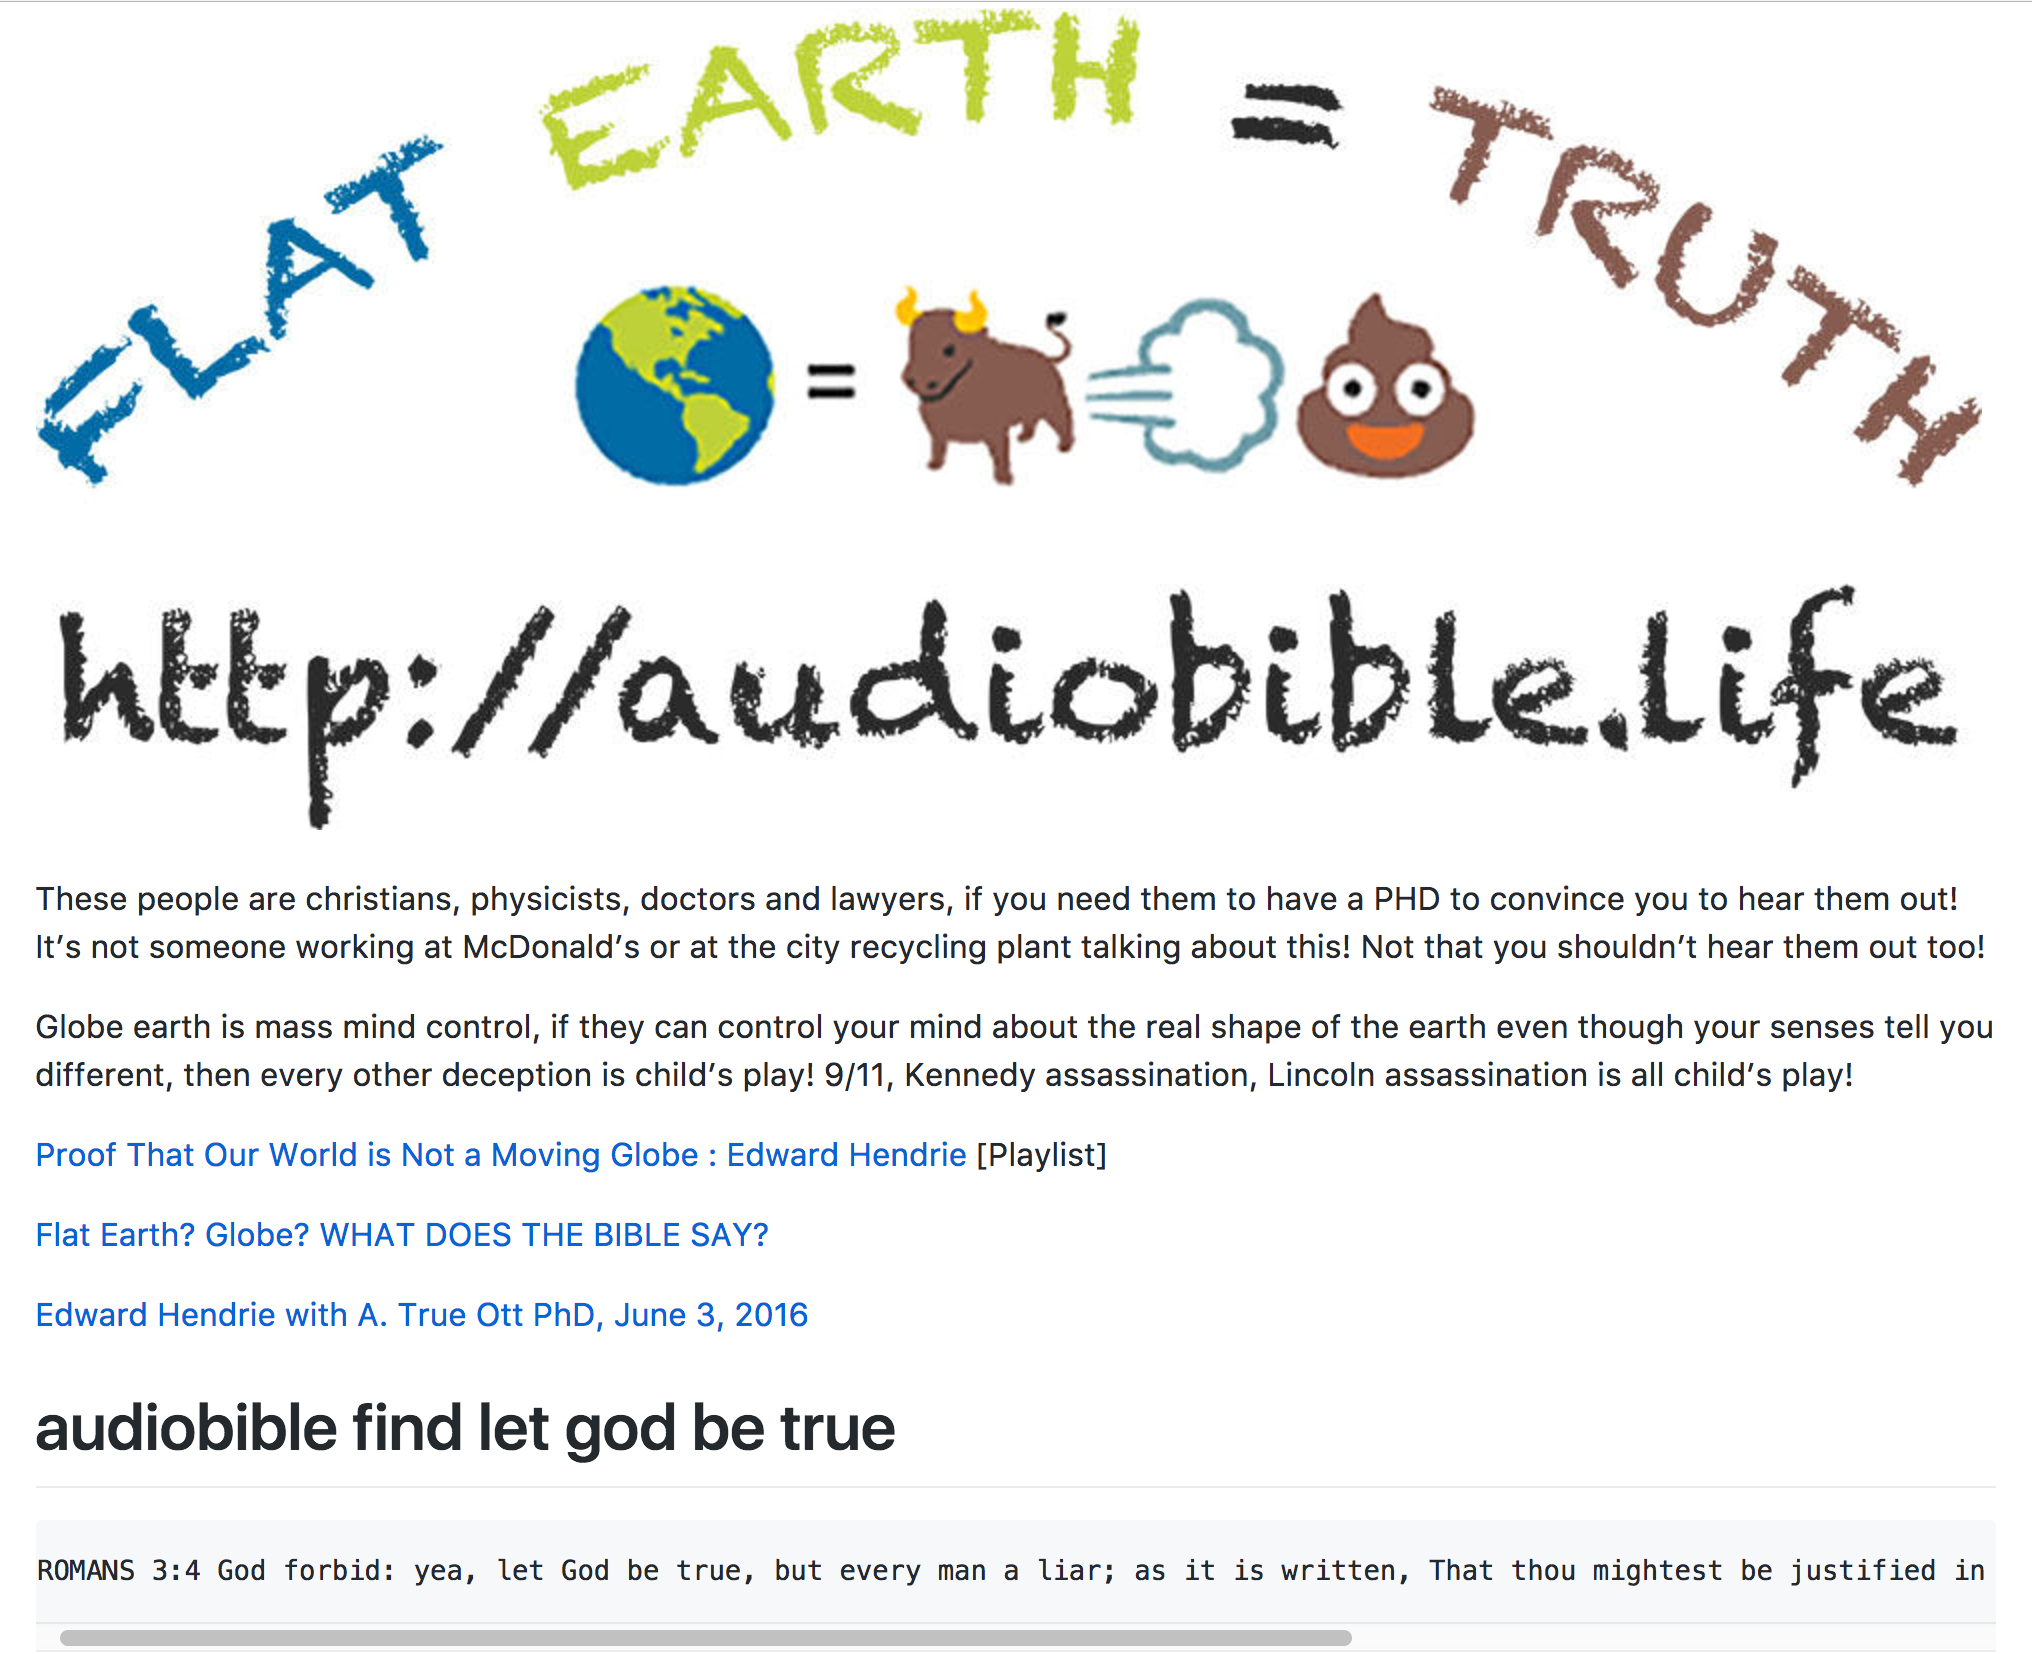 FLAT EARTH = TRUTH
=
http://audiobible.life
These people are christians, physicists, doctors and lawyers, if you need them to have a PHD to convince you to hear them out!
It’s not someone working at McDonald’s or at the city recycling plant talking about this! Not that you shouldn’t hear them out too!
Globe earth is mass mind control, if they can control your mind about the real shape of the earth even though your senses tell you
different, then every other deception is child’s play! 9/11, Kennedy assassination, Lincoln assassination is all child’s play!
Proof That Our World is Not a Moving Globe : Edward Hendrie [Playlist]
Flat Earth? Globe? WHAT DOES THE BIBLE SAY?
Edward Hendrie with A. True Ott PhD, June 3, 2016
audiobible find let god be true
ROMANS 3:4 God forbid: yea, let God be true, but every man a liar; as it is written, That thou mightest be justified in